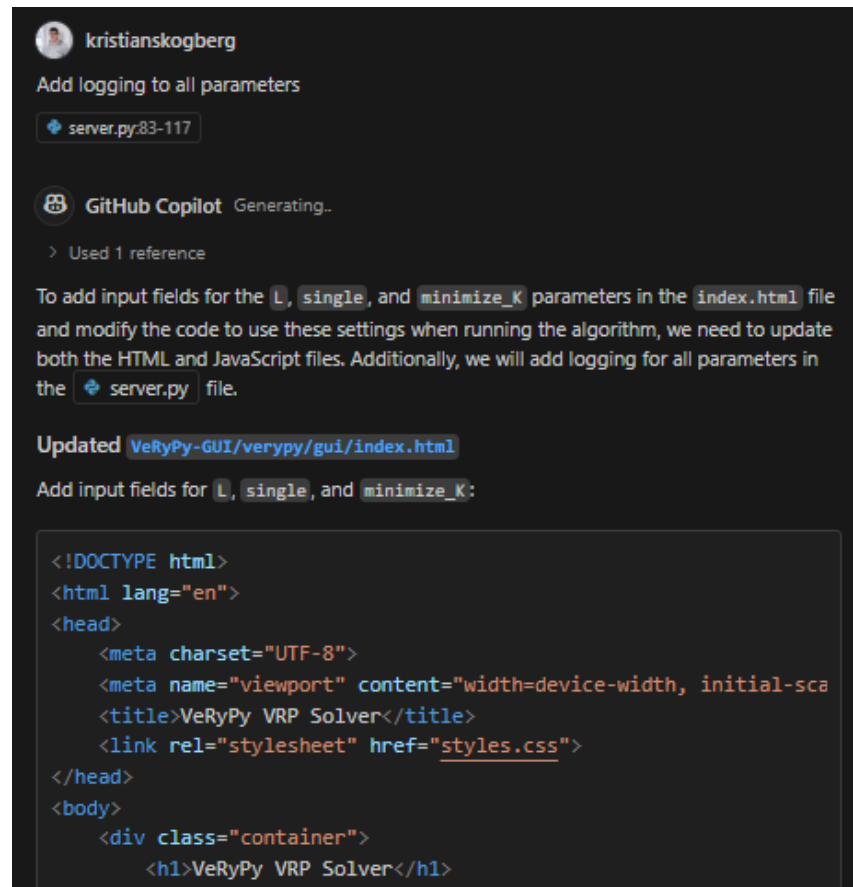 kristianskogberg
Add logging to all parameters
server.py:83-117
GitHub Copilot Generating..
> Used 1 reference
To add input fields for the L, single, and minimize_K parameters in the index.html file
and modify the code to use these settings when running the algorithm, we need to update
both the HTML and JavaScript files. Additionally, we will add logging for all parameters in
the server.py file.
Updated VeRyPy-GUI/verypy/gui/index.html
Add input fields for L, single, and minimize_K:
<!DOCTYPE html>
<html lang="en">
<head>
    <meta charset="UTF-8">
    <meta name="viewport" content="width=device-width, initial-sca
    <title>VeRyPy VRP Solver</title>
    <link rel="stylesheet" href="styles.css">
</head>
<body>
    <div class="container">
        <h1>VeRyPy VRP Solver</h1>